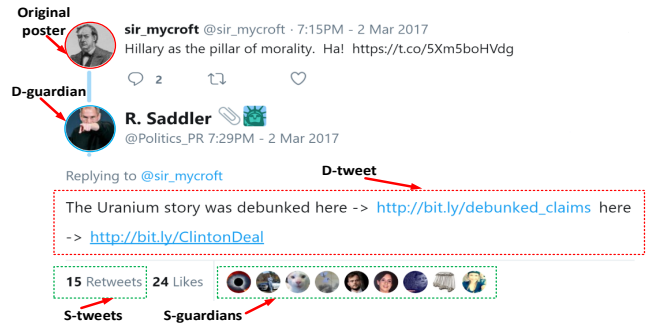 Original
poster
sir_mycroft @sir_mycroft · 7:15PM - 2 Mar 2017
Hillary as the pillar of morality. Ha! https://t.co/5Xm5boHVdg
2
D-guardian
R. Saddler
@Politics_PR 7:29PM - 2 Mar 2017
Replying to @sir_mycroft
D-tweet
The Uranium story was debunked here -> http://bit.ly/debunked_claims here
-> http://bit.ly/ClintonDeal
15 Retweets 24 Likes
S-tweets
S-guardians